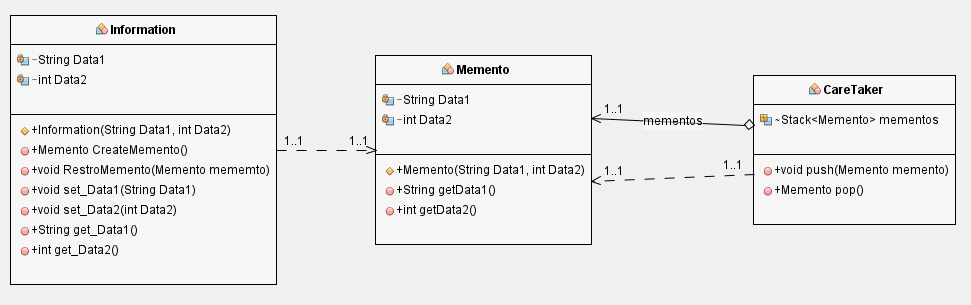 Information
-String Data1
-int Data2
+Information(String Data1, int Data2)
+Memento CreateMemento()
+void RestroMemento(Memento mememto)
+void set_Data1(String Data1)
+void set_Data2(int Data2)
+String get_Data1()
+int get_Data2()
1..1
1..1
Memento
-String Data1
-int Data2
+Memento(String Data1, int Data2)
+String getData1()
+int getData2()
1..1
mementos
1..1
1..1
CareTaker
~Stack<Memento> mementos
+void push(Memento memento)
+Memento pop()